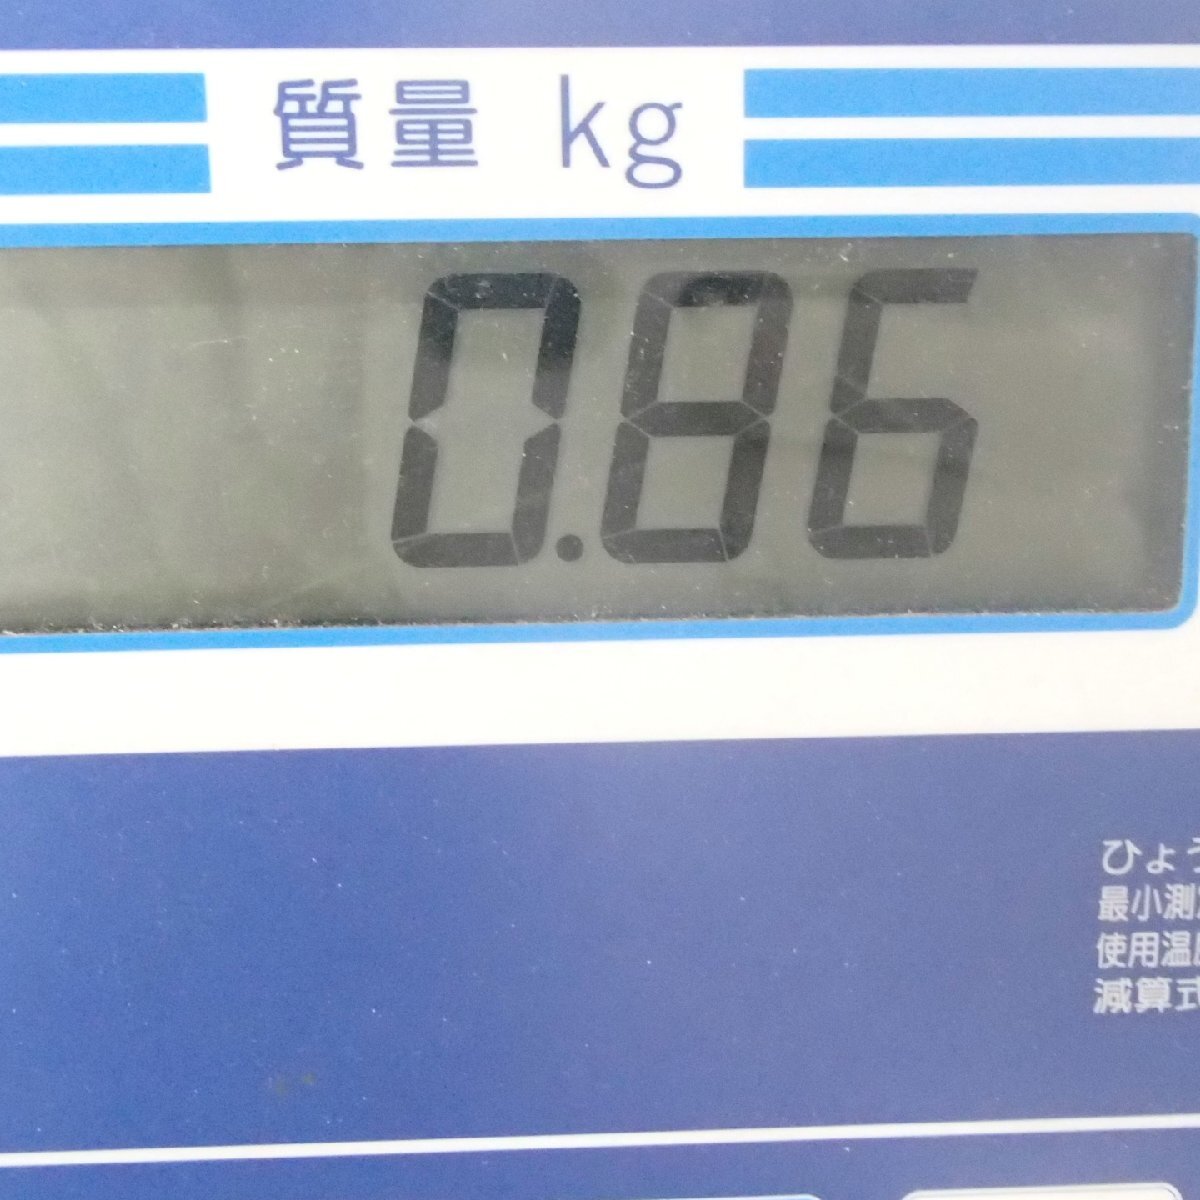 質量 kg
0.86
ひょう
最小測
使用温
減算式